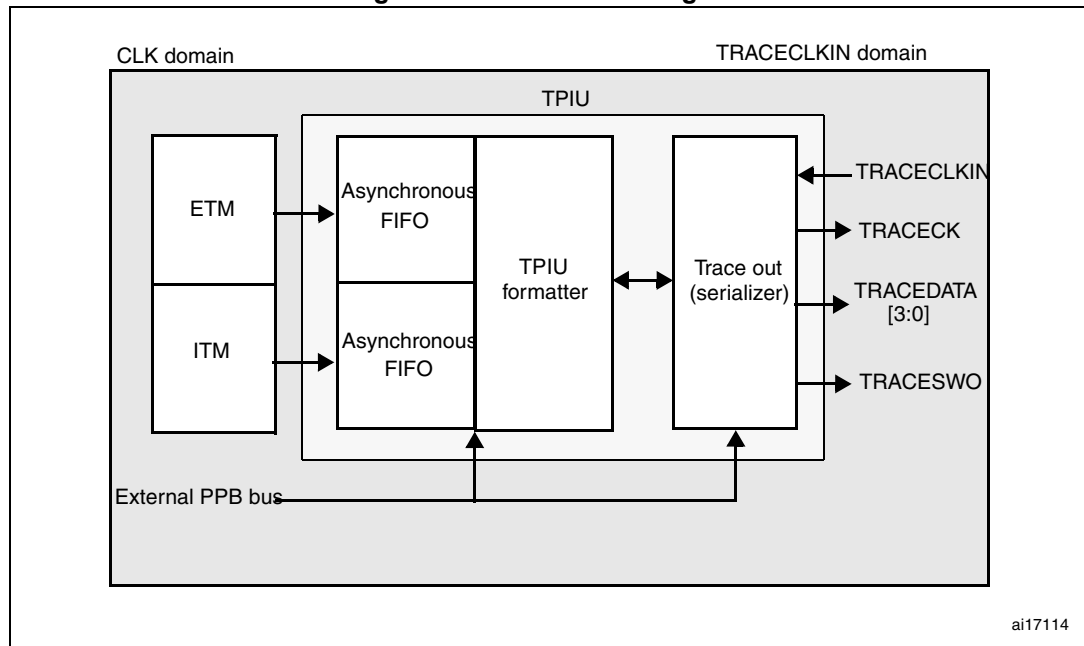 CLK domain
TRACECLKIN domain
TPIU
ETM
Asynchronous
FIFO
ITM
Asynchronous
FIFO
TPIU
formatter
Trace out
(serializer)
TRACECLKIN
TRACECK
TRACEDATA
[3:0]
TRACESWO
External PPB bus
ai17114